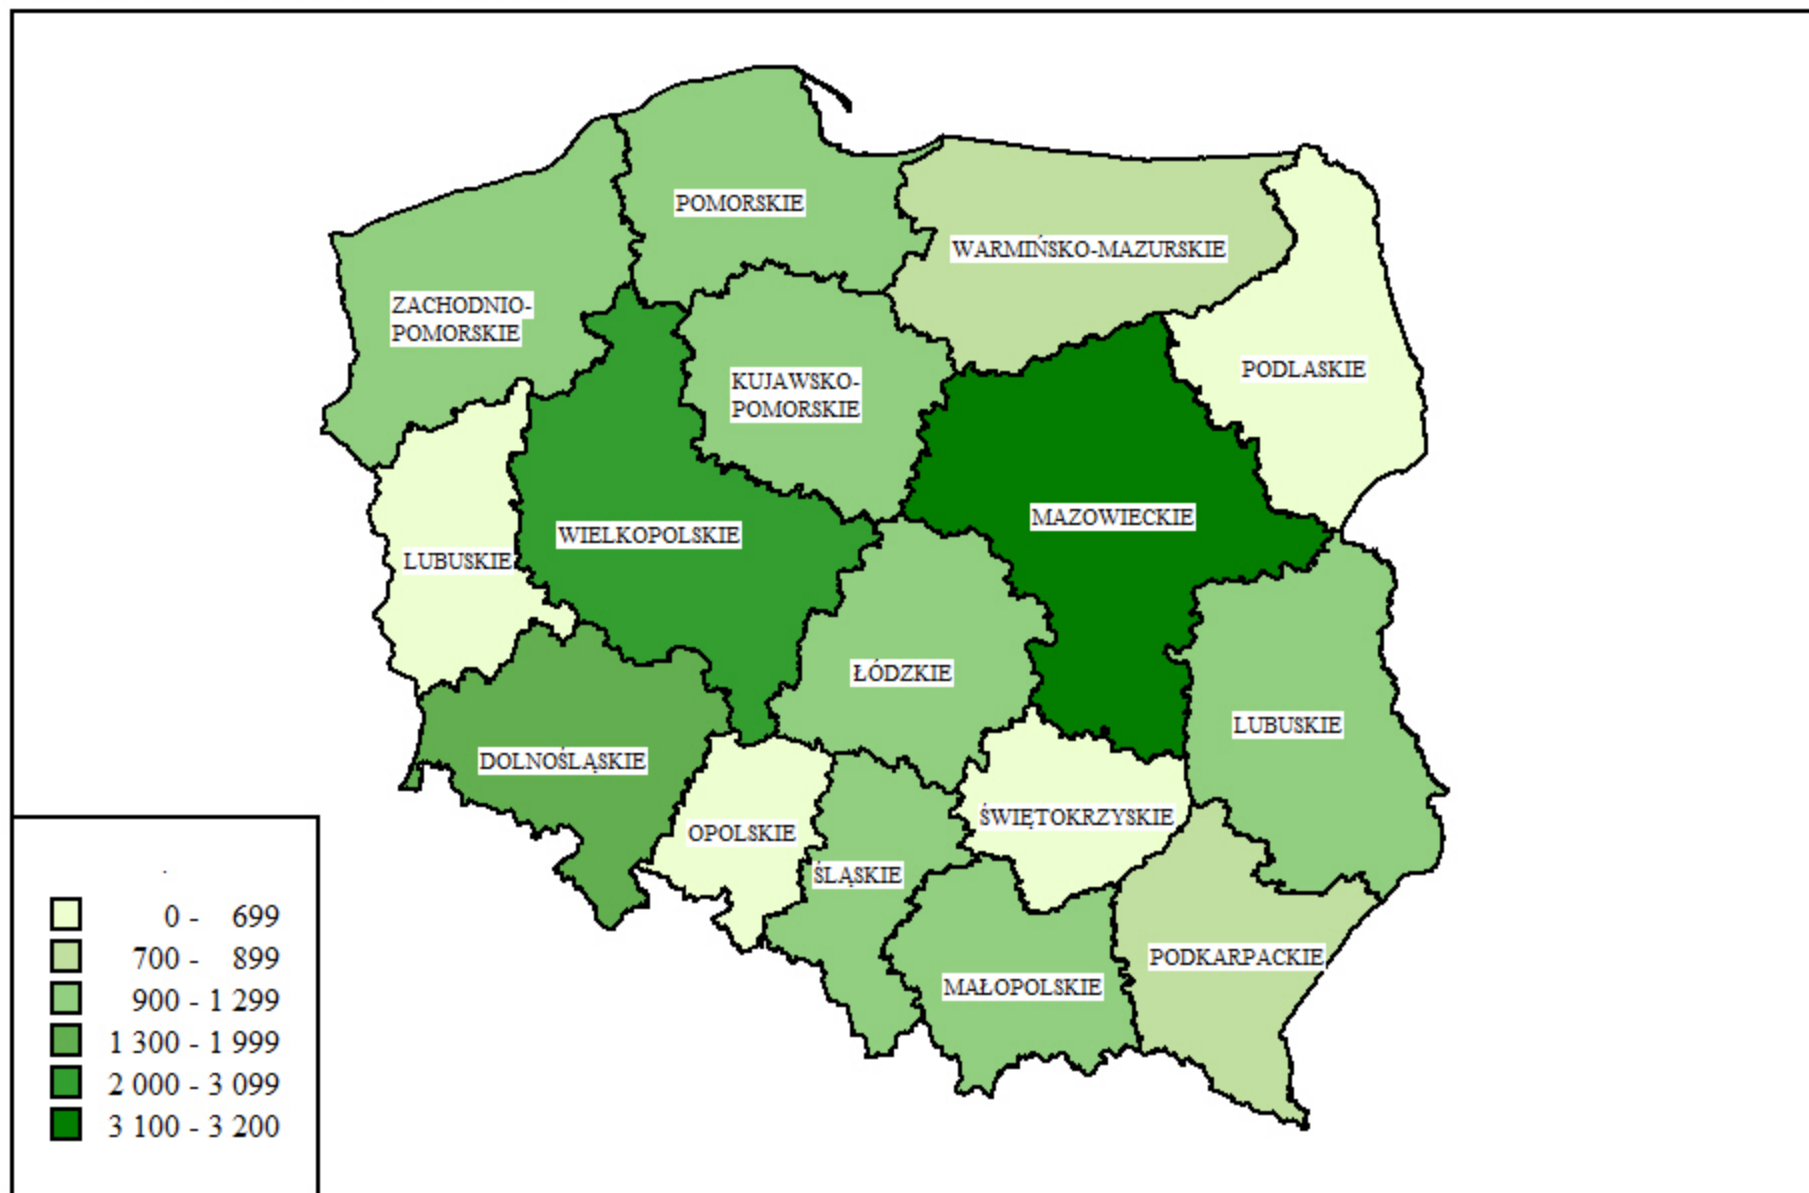 POMORSKIE
WARMIŃSKO-MAZURSKIE
ZACHODNIO-
POMORSKIE
PODLASKIE
KUJAWSKO-
POMORSKIE
MAZOWIECKIE
WIELKOPOLSKIE
LUBUSKIE
ŁÓDZKIE
LUBUSKIE
DOLNOŚLĄSKIE
ŚWIĘTOKRZYSKIE
OPOLSKIE
ŚLĄSKIE
PODKARPACKIE
MAŁOPOLSKIE
.
0 - 699
700 - 899
900 - 1 299
1 300 - 1 999
2 000 - 3 099
3 100 - 3 200